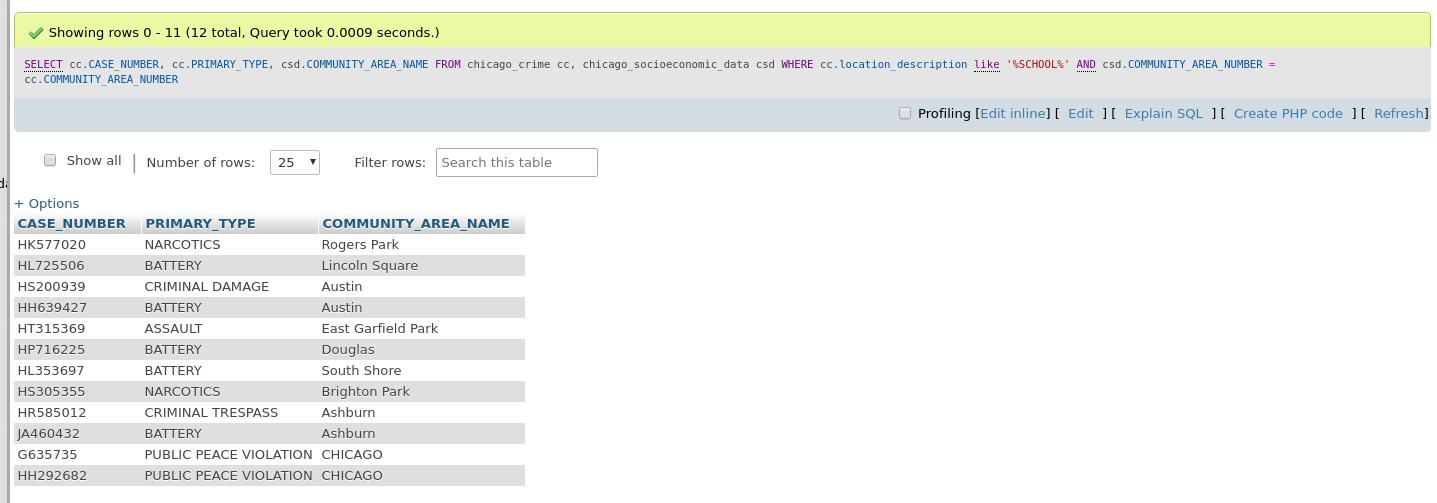 Showing rows 0 - 11 (12 total, Query took 0.0009 seconds.)
SELECT cc.CASE_NUMBER, cc.PRIMARY_TYPE, csd.COMMUNITY_AREA_NAME FROM chicago_crime cc, chicago_socioeconomic_data csd WHERE cc.location_description like '%SCHOOL%' AND csd.COMMUNITY_AREA_NUMBER =
cc.COMMUNITY_AREA_NUMBER
Profiling [Edit inline] [ Edit ] [ Explain SQL ] [ Create PHP code ] [ Refresh]
Show all | Number of rows: 25 Filter rows: Search this table
+ Options
CASE_NUMBER PRIMARY_TYPE COMMUNITY_AREA_NAME
HK577020 NARCOTICS Rogers Park
HL725506 BATTERY Lincoln Square
HS200939 CRIMINAL DAMAGE Austin
HH639427 BATTERY Austin
HT315369 ASSAULT East Garfield Park
HP716225 BATTERY Douglas
HL353697 BATTERY South Shore
HS305355 NARCOTICS Brighton Park
HR585012 CRIMINAL TRESPASS Ashburn
JA460432 BATTERY Ashburn
G635735 PUBLIC PEACE VIOLATION CHICAGO
HH292682 PUBLIC PEACE VIOLATION CHICAGO